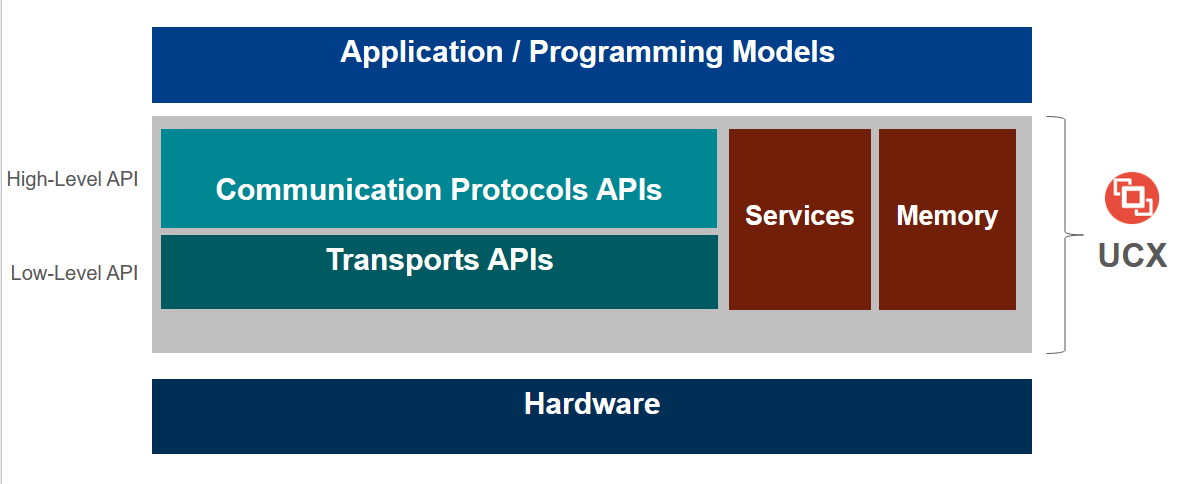 Application / Programming Models
High-Level API
Communication Protocols APIs
Services
Memory
Low-Level API
Transports APIs
UCX
Hardware